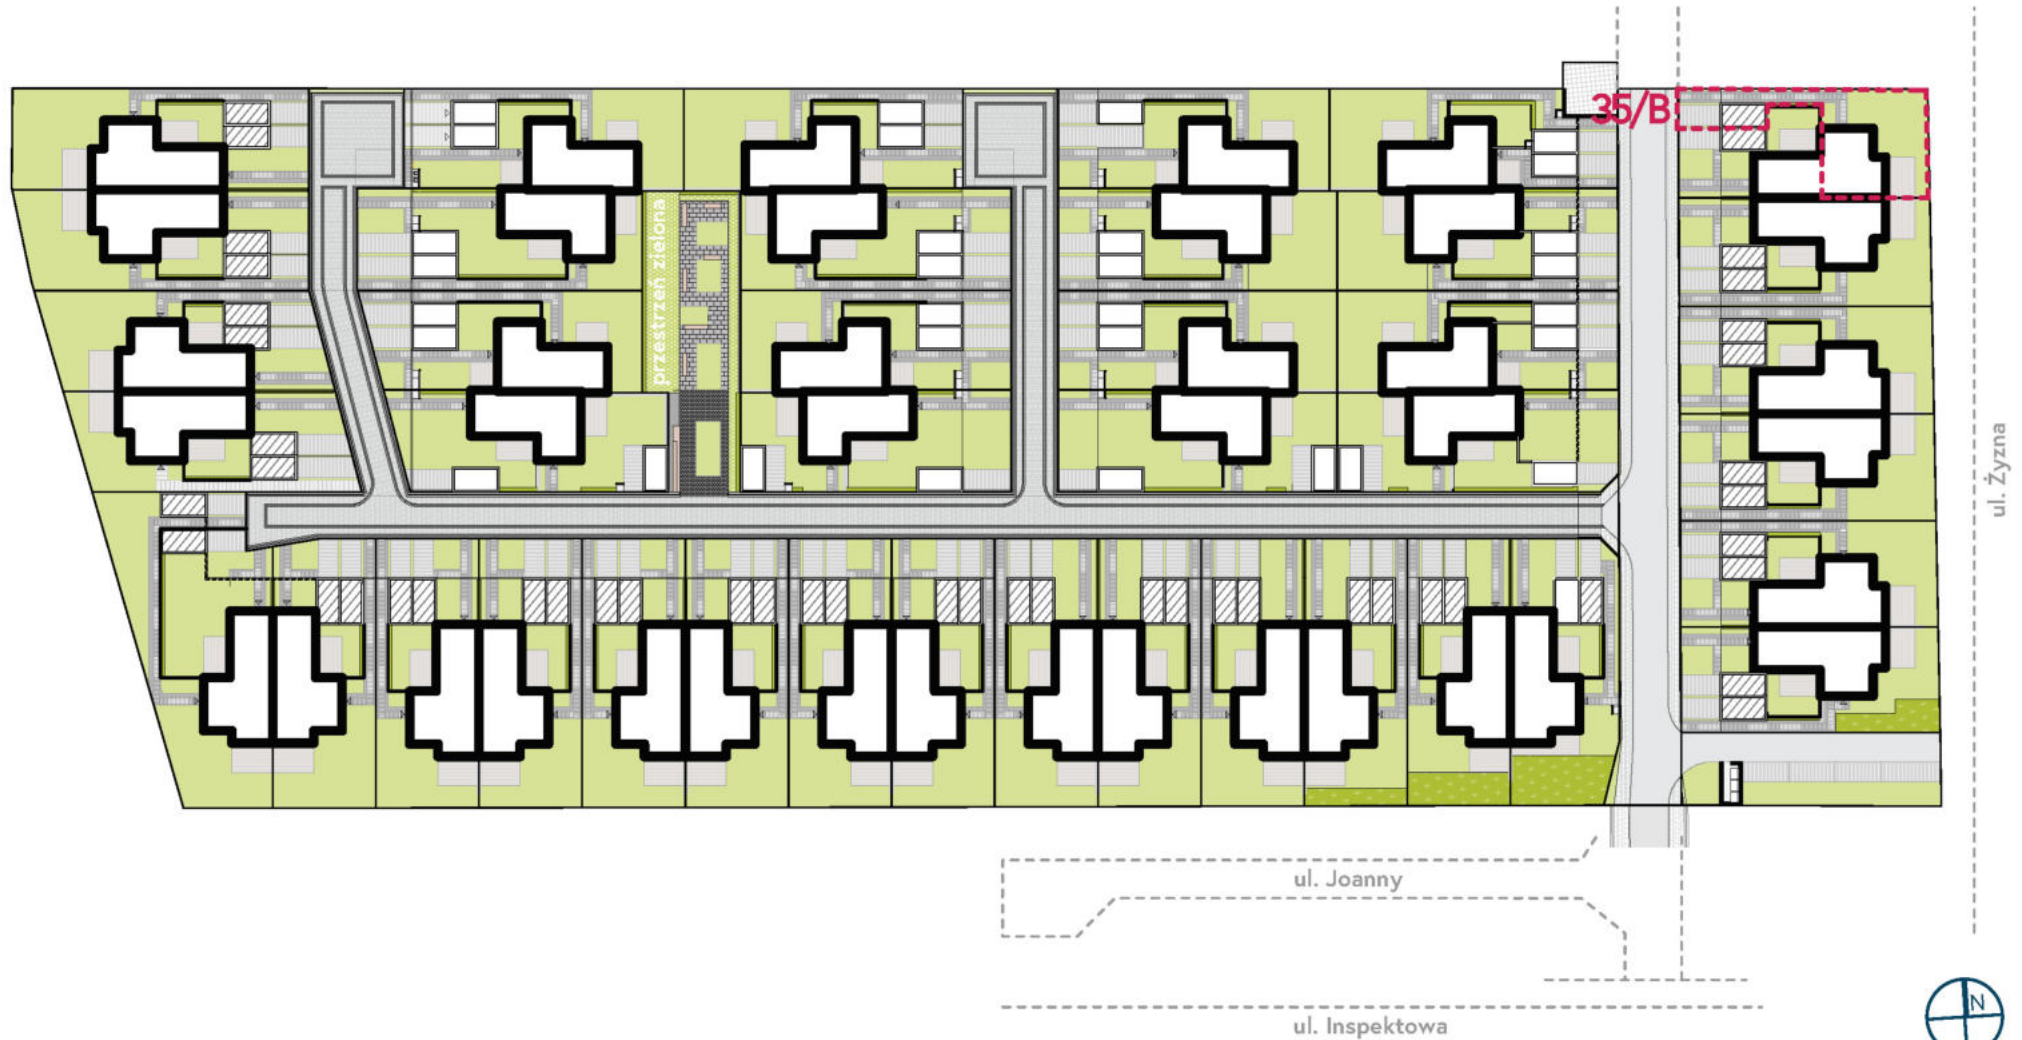 35/B
przestrzeń zielona
ul. Żyzna
ul. Joanny
ul. Inspektowa
N